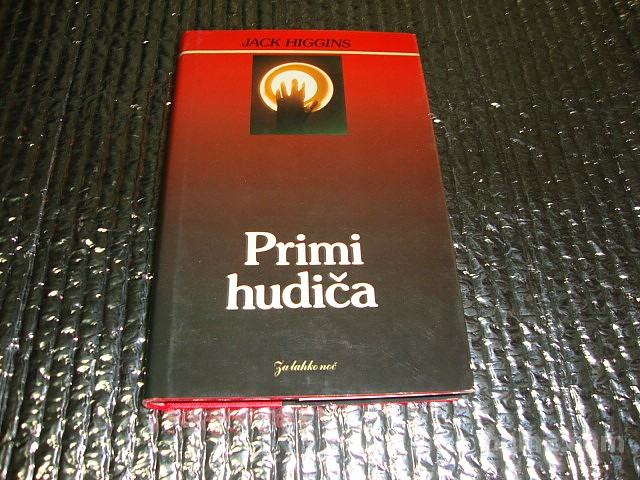 JACK HIGGINS
Primi
hudiča
Za lahko noč